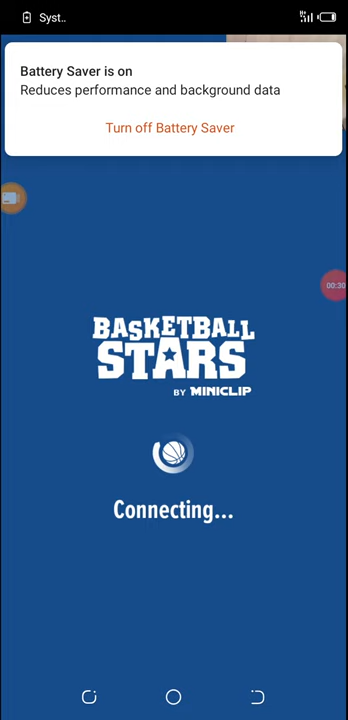 Syst..
Battery Saver is on
Reduces performance and background data
Turn off Battery Saver
00:30
BASKETBALL
STARS
BY MINICLIP
Connecting...